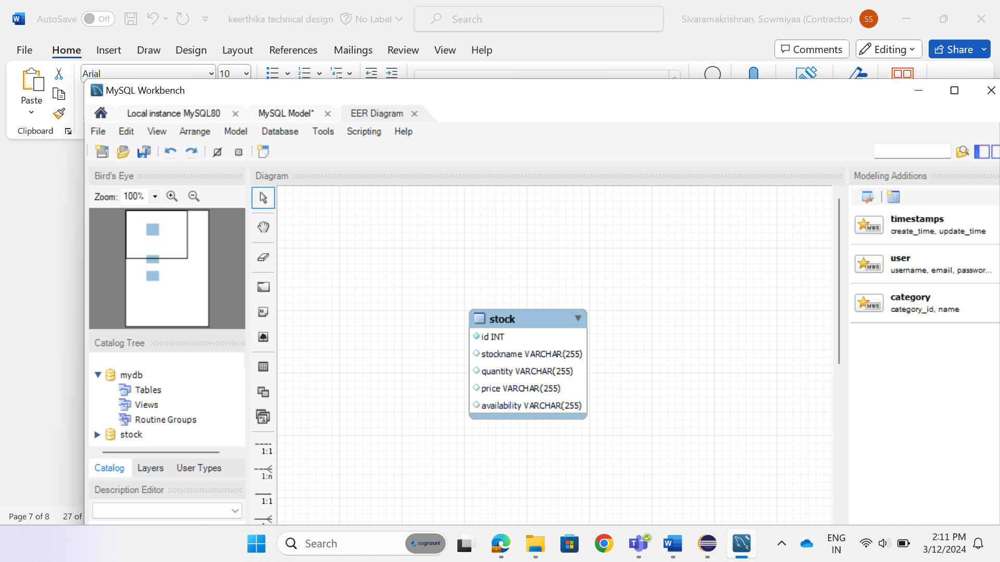 AutoSave Off keerthika technical design No Label Search Sivaramakrishnan, Sowmiyaa (Contractor) SS
File Home Insert Draw Design Layout References Mailings Review View Help Comments Editing Share
Arial 10
Paste
Clipboard
MySQL Workbench
Local instance MySQL80 MySQL Model* EER Diagram
File Edit View Arrange Model Database Tools Scripting Help
Bird's Eye
Zoom: 100%
Catalog Tree
mydb
Tables
Views
Routine Groups
stock
Catalog Layers User Types
Description Editor
Diagram
1:1
1:n
1:1
stock
id INT
stockname VARCHAR(255)
quantity VARCHAR(255)
price VARCHAR(255)
availability VARCHAR(255)
Modeling Additions
MWB timestamps
create_time, update_time
MWB user
username, email, passwor...
MWB category
category_id, name
Page 7 of 8 27 of
Search cognizant
ENG
IN
2:11 PM
3/12/2024